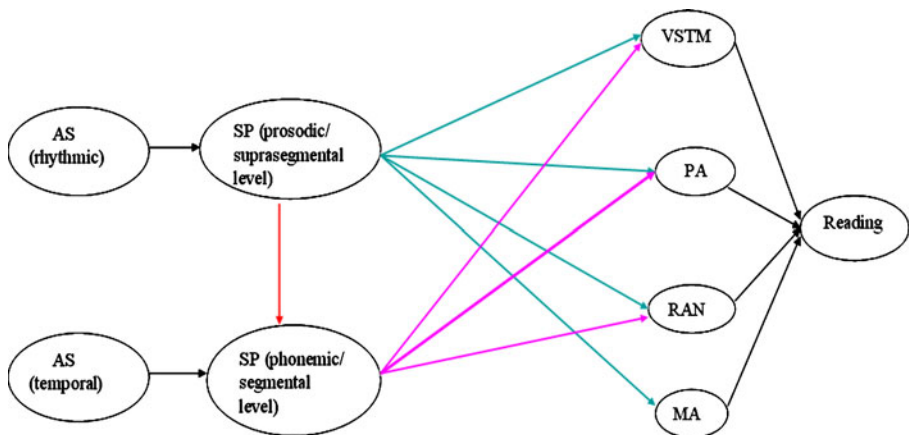 VSTM
AS
(rhythmic)
SP (prosodic/
suprasegmental
level)
PA
Reading
RAN
AS
(temporal)
SP (phonemic/
segmental
level)
MA